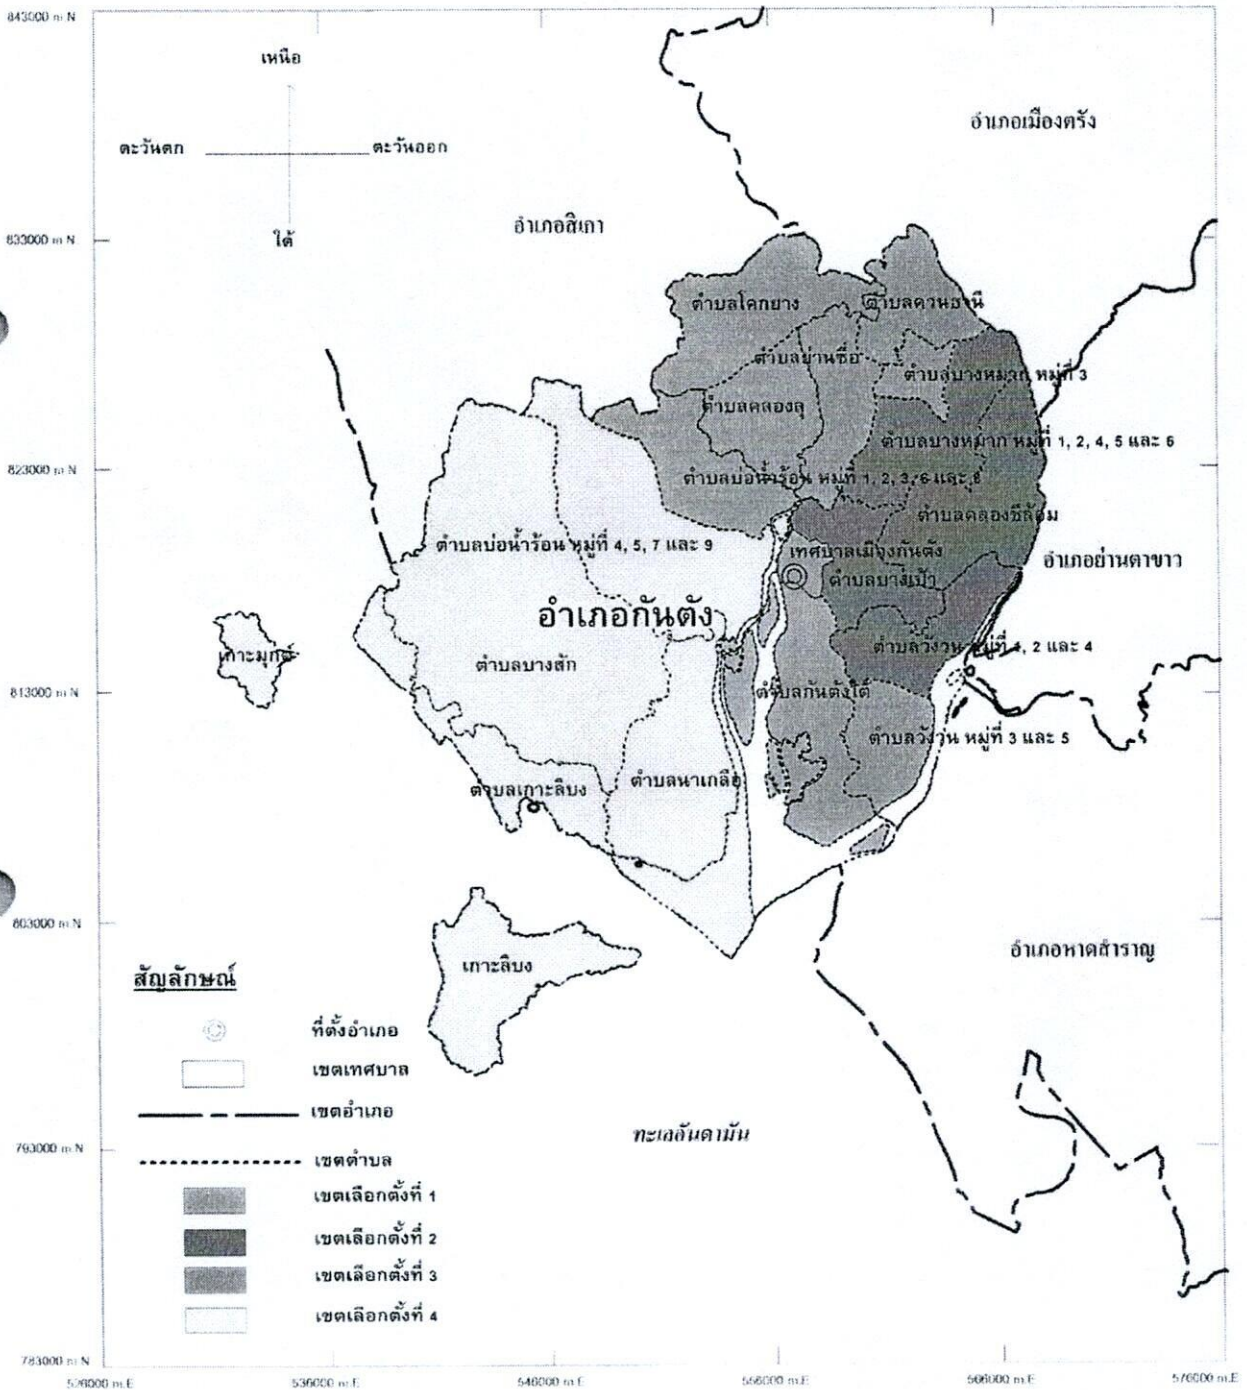 843000 m N
เหนือ
อำเภอเมืองตรัง
ตะวันตก
ตะวันออก
อำเภอสิเกา
833000 m N
ใต้
ตำบลโคกยาง
ตำบลควนธานี
ตำบลย่านซื่อ
ตำบลบางหมาก หมู่ที่ 3
ตำบลคลองลุ
ตำบลบางหมาก หมู่ที่ 1, 2, 4, 5 และ 6
823000 m N
ตำบลบ่อน้ำร้อน หมู่ที่ 1, 2, 3, 6 และ 8
ตำบลคลองชีล้อม
ตำบลบ่อน้ำร้อน หมู่ที่ 4, 5, 7 และ 9
เทศบาลเมืองกันตัง
อำเภอย่านตาขาว
ตำบลบางเป้า
อำเภอกันตัง
เกาะมุกด์
ตำบลวังวน หมู่ที่ 1, 2 และ 4
ตำบลบางสัก
813000 m N
ตำบลกันตังใต้
ตำบลวังวน หมู่ที่ 3 และ 5
ตำบลนาเกลือ
ตำบลเกาะลิบง
803000 m N
อำเภอหาดสำราญ
เกาะลิบง
สัญลักษณ์
ที่ตั้งอำเภอ
เขตเทศบาล
เขตอำเภอ
ทะเลอันดามัน
793000 m N
เขตตำบล
เขตเลือกตั้งที่ 1
เขตเลือกตั้งที่ 2
เขตเลือกตั้งที่ 3
เขตเลือกตั้งที่ 4
783000 m N
526000 m.E
536000 m.E
546000 m.E
556000 m.E
566000 m.E
576000 m.E